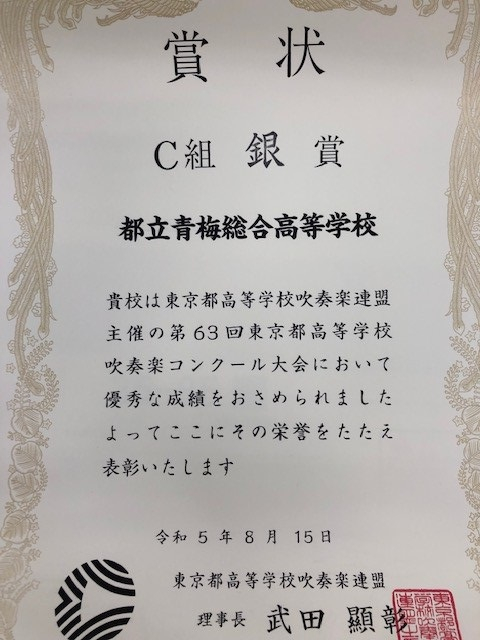 賞状
C組 銀賞
都立青梅総合高等学校
貴校は東京都高等学校吹奏楽連盟
主催の第63回東京都高等学校
吹奏楽コンクール大会において
優秀な成績をおさめられました
よってここにその栄誉をたたえ
表彰いたします
令和5年8月15日
東京都高等学校吹奏楽連盟
理事長 武田 顯彰